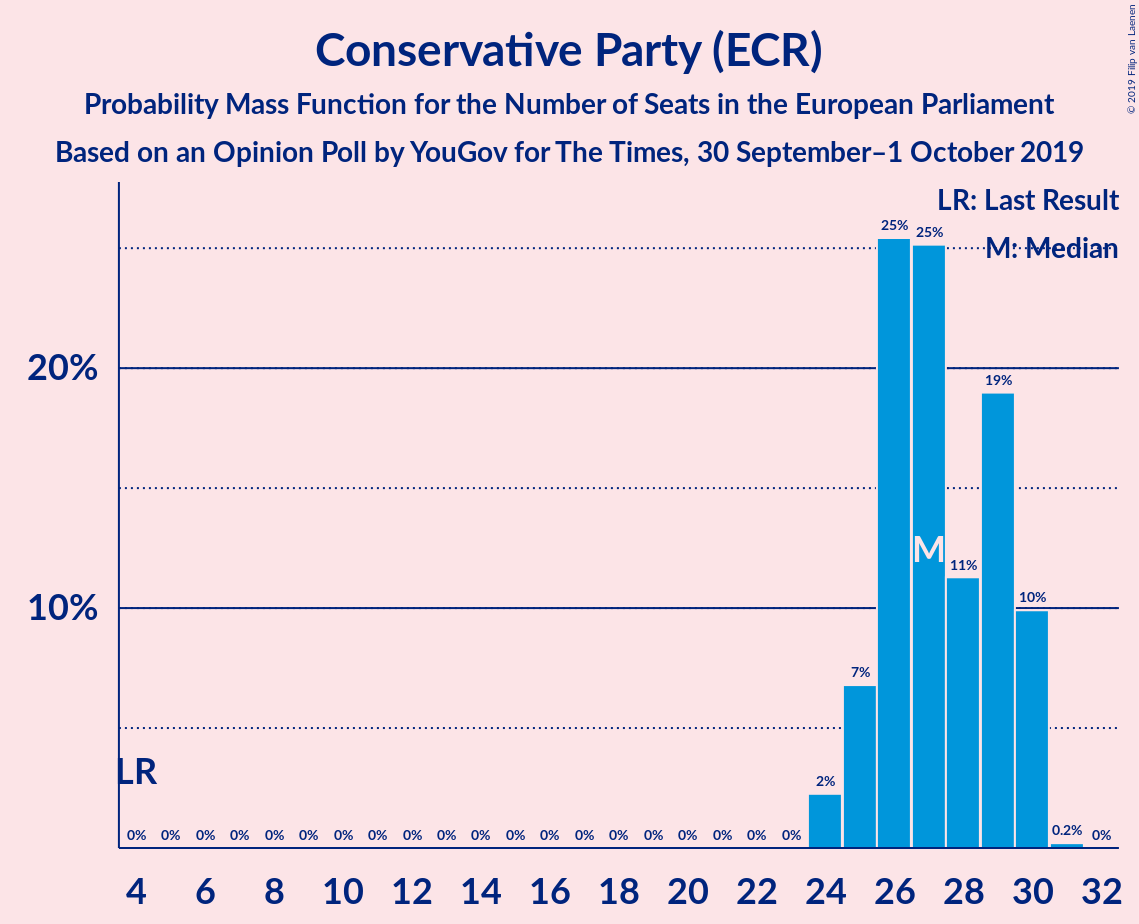 Conservative Party (ECR)
Probability Mass Function for the Number of Seats in the European Parliament
Based on an Opinion Poll by YouGov for The Times, 30 September–1 October 2019
© 2019 Filip van Laenen
LR: Last Result
M: Median
25% 25%
20%
19%
M
11%
10%
10%
7%
LR
2%
0% 0% 0% 0% 0% 0% 0% 0% 0% 0% 0% 0% 0% 0% 0% 0% 0% 0% 0% 0% 0.2% 0%
4 6 8 10 12 14 16 18 20 22 24 26 28 30 32